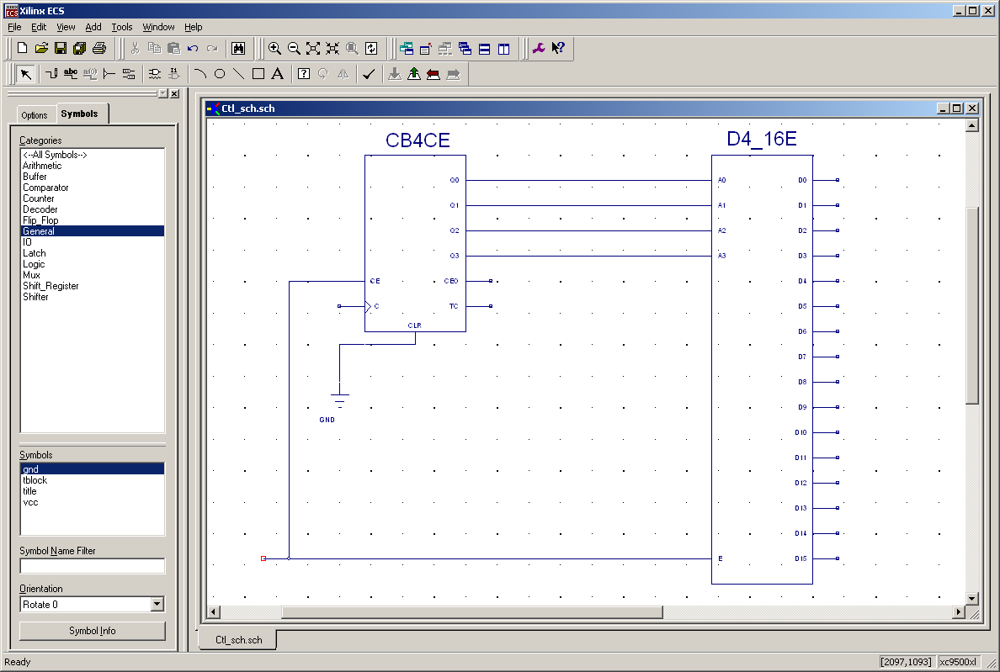 Xilinx ECS
File Edit View Add Tools Window Help
Options Symbols
Categories
<--All Symbols-->
Arithmetic
Buffer
Comparator
Counter
Decoder
Flip_Flop
General
IO
Latch
Logic
Mux
Shift_Register
Shifter
Symbols
gnd
tblock
title
vcc
Symbol Name Filter
Orientation
Rotate 0
Symbol Info
Ctl_sch.sch
CB4CE
Q0
Q1
Q2
Q3
CE CEO
C TC
CLR
GND
D4_16E
A0 D0
A1 D1
A2 D2
A3 D3
D4
D5
D6
D7
D8
D9
D10
D11
D12
D13
D14
E D15
Ctl_sch.sch
Ready [2097,1093] xc9500xl